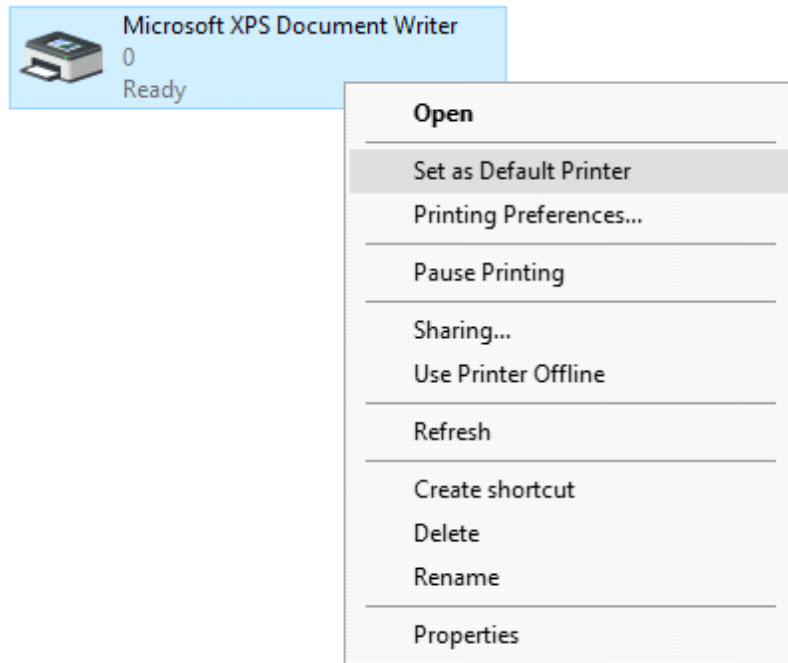 Microsoft XPS Document Writer
0
Ready
Open
Set as Default Printer
Printing Preferences...
Pause Printing
Sharing...
Use Printer Offline
Refresh
Create shortcut
Delete
Rename
Properties